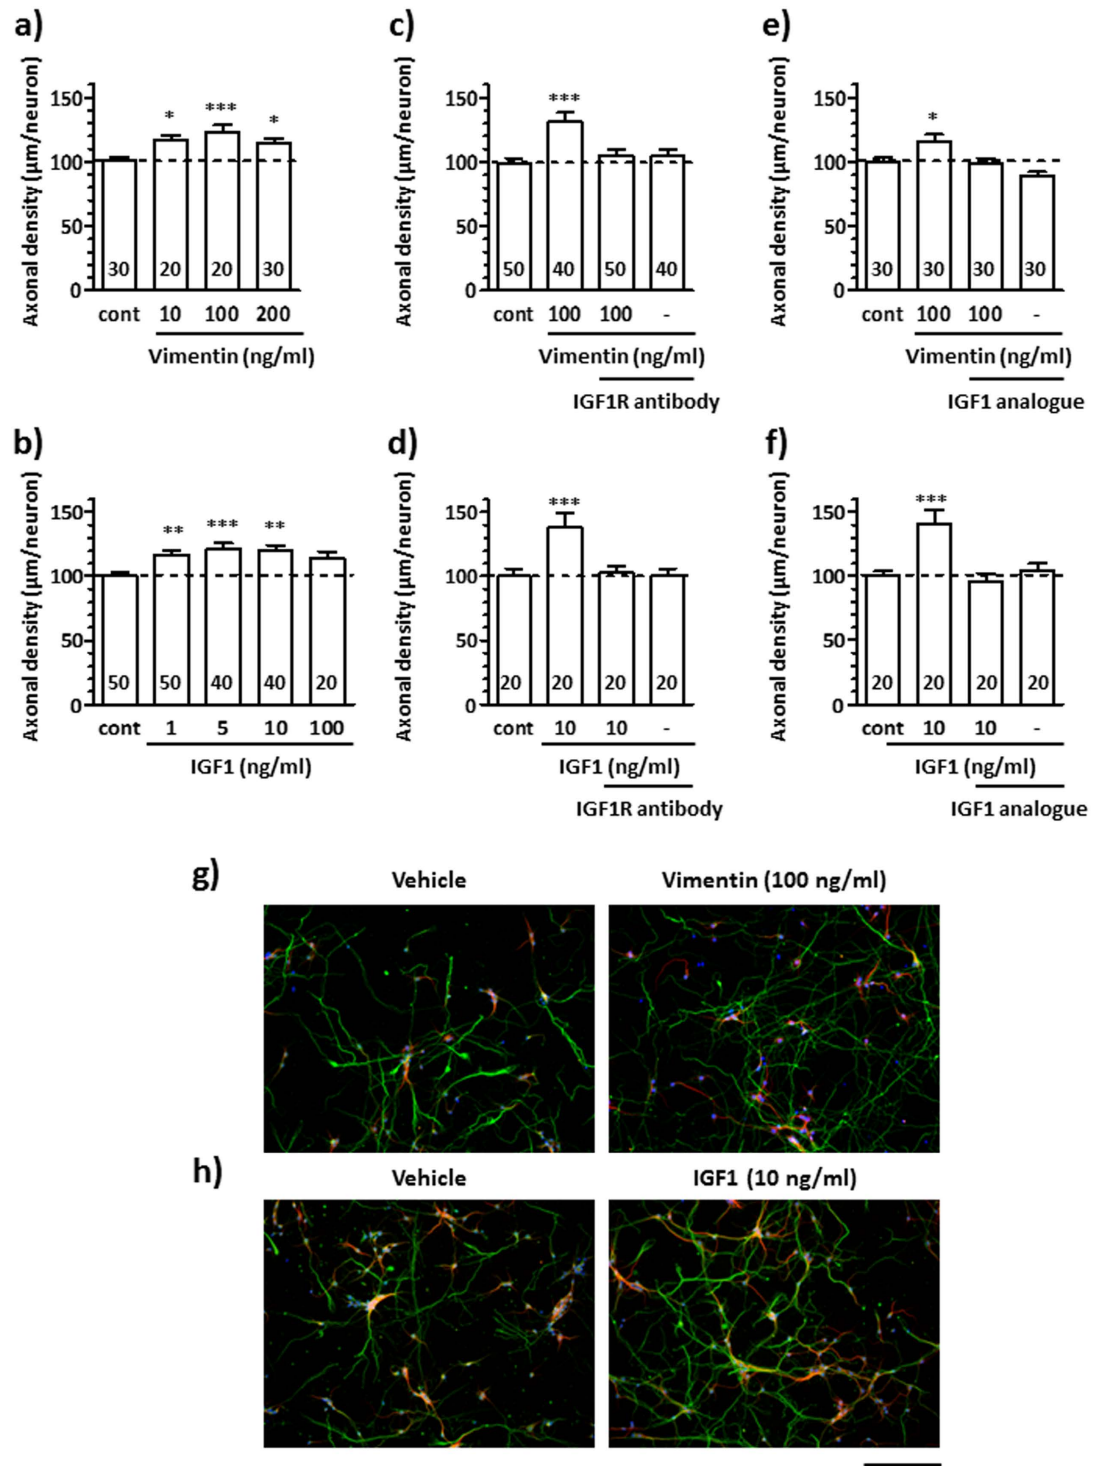 a)
Axonal density (µm/neuron)
150
100
50
0
* *** *
30 20 20 30
cont 10 100 200
Vimentin (ng/ml)
c)
Axonal density (µm/neuron)
150
100
50
0
***
50 40 50 40
cont 100 100 -
Vimentin (ng/ml)
IGF1R antibody
e)
Axonal density (µm/neuron)
150
100
50
0
*
30 30 30 30
cont 100 100 -
Vimentin (ng/ml)
IGF1 analogue
b)
Axonal density (µm/neuron)
150
100
50
0
** *** **
50 50 40 40 20
cont 1 5 10 100
IGF1 (ng/ml)
d)
Axonal density (µm/neuron)
150
100
50
0
***
20 20 20 20
cont 10 10 -
IGF1 (ng/ml)
IGF1R antibody
f)
Axonal density (µm/neuron)
150
100
50
0
***
20 20 20 20
cont 10 10 -
IGF1 (ng/ml)
IGF1 analogue
g)
Vehicle Vimentin (100 ng/ml)
h)
Vehicle IGF1 (10 ng/ml)